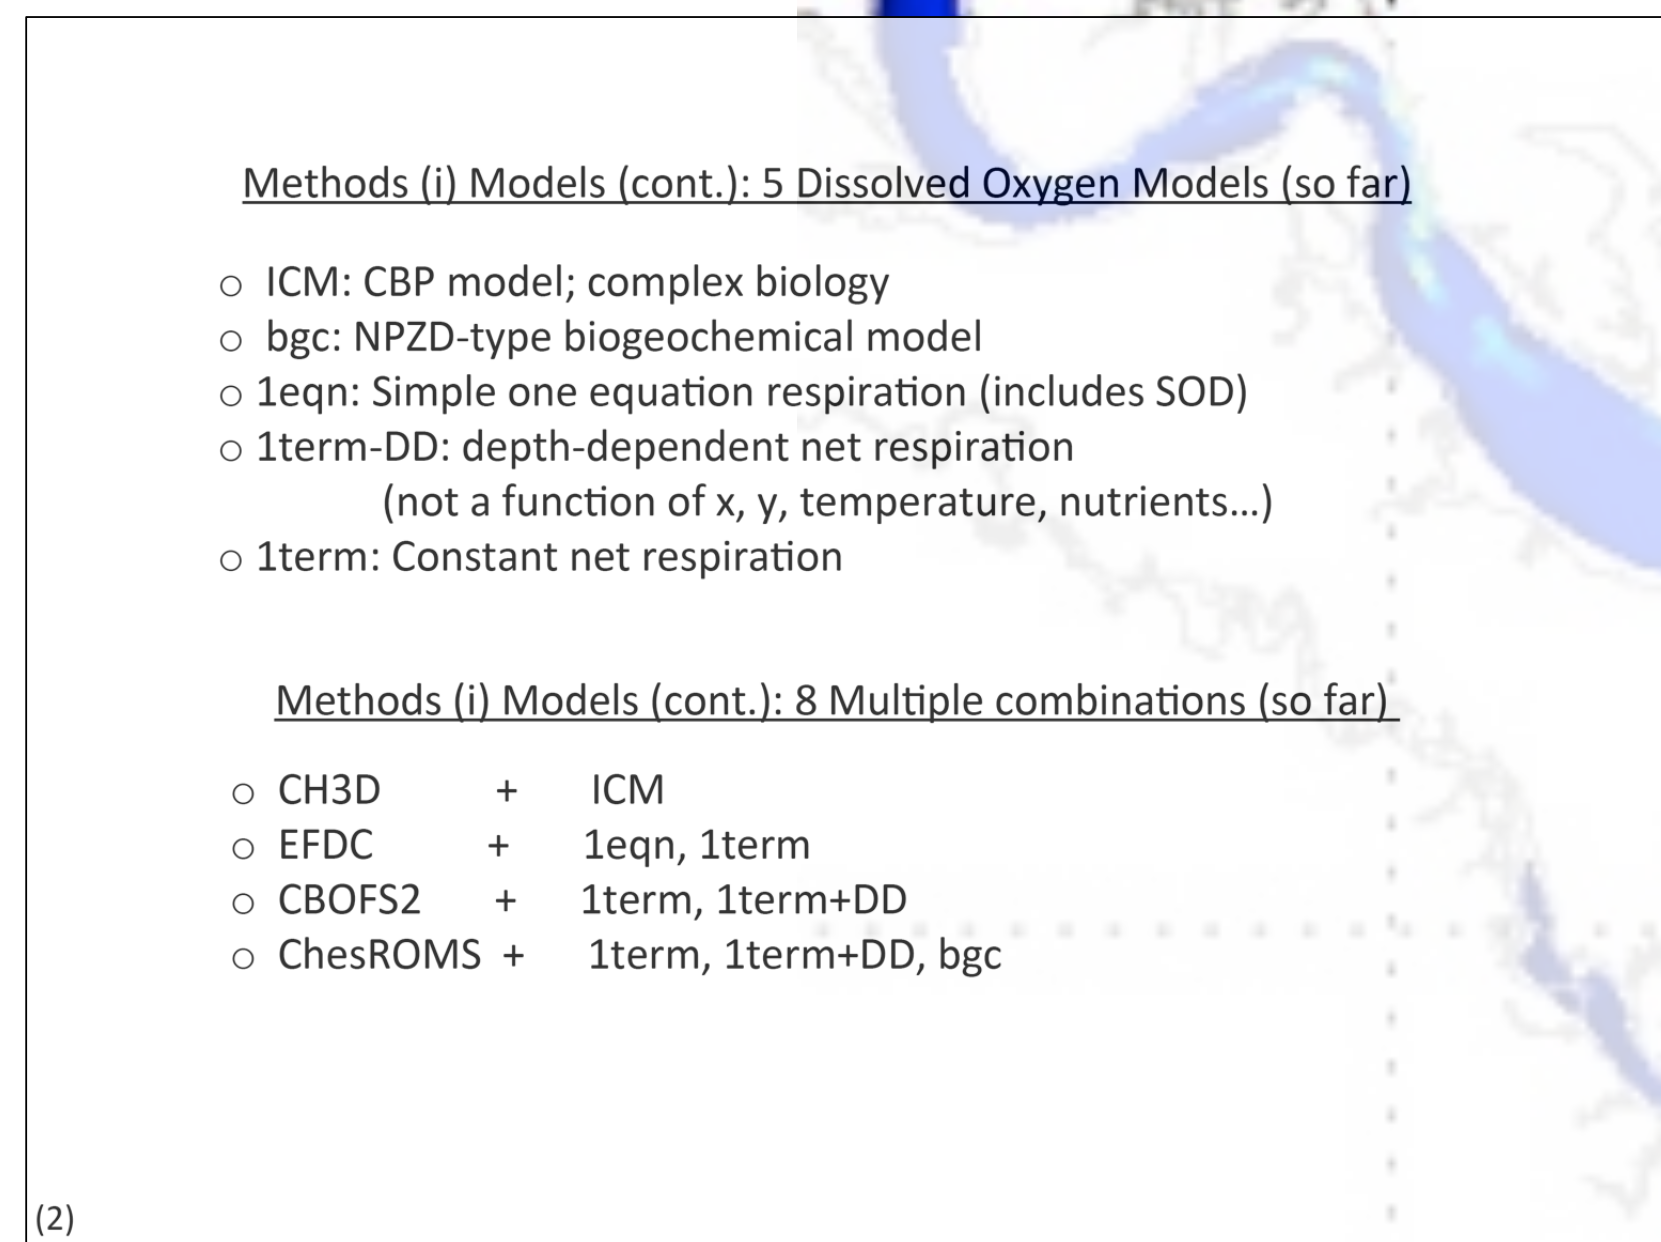 Methods (i) Models (cont.): 5 Dissolved Oxygen Models (so far)
○ ICM: CBP model; complex biology
○ bgc: NPZD-type biogeochemical model
○ 1eqn: Simple one equation respiration (includes SOD)
○ 1term-DD: depth-dependent net respiration
(not a function of x, y, temperature, nutrients...)
○ 1term: Constant net respiration
Methods (i) Models (cont.): 8 Multiple combinations (so far)
○ CH3D + ICM
○ EFDC + 1eqn, 1term
○ CBOFS2 + 1term, 1term+DD
○ ChesROMS + 1term, 1term+DD, bgc
(2)